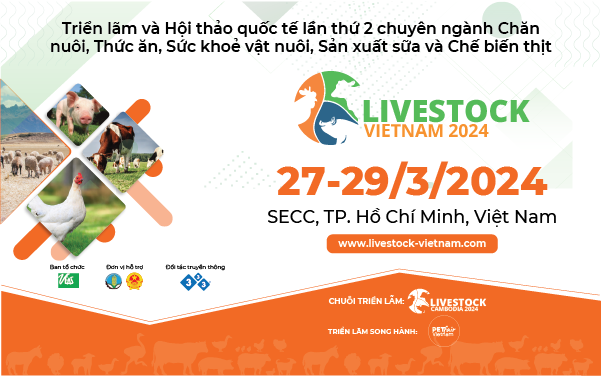 Triển lãm và Hội thảo quốc tế lần thứ 2 chuyên ngành Chăn
nuôi, Thức ăn, Sức khoẻ vật nuôi, Sản xuất sữa và Chế biến thịt
LIVESTOCK
VIETNAM 2024
27-29/3/2024
SECC, TP. Hồ Chí Minh, Việt Nam
www.livestock-vietnam.com
Ban tổ chức
Đơn vị hỗ trợ
Đối tác truyền thông
333
CHUỖI TRIỂN LÃM:
LIVESTOCK
CAMBODIA 2024
TRIỂN LÃM SONG HÀNH:
PETfair
Vietnam